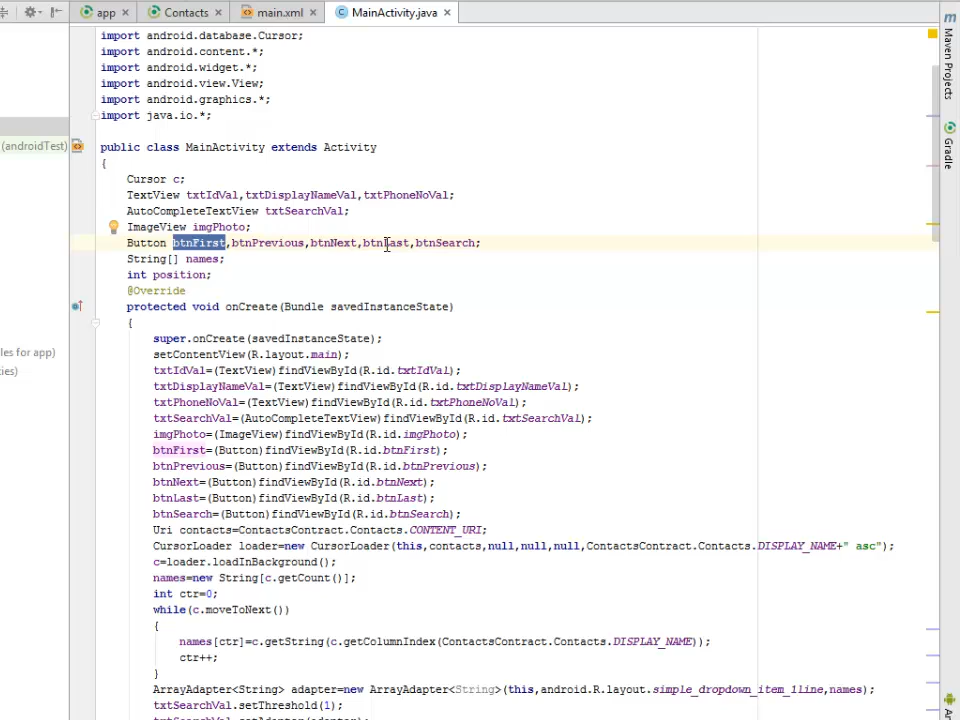 app
Contacts
main.xml
MainActivity.java
import android.database.Cursor;
import android.content.*;
import android.widget.*;
import android.view.View;
import android.graphics.*;
import java.io.*;
public class MainActivity extends Activity
(androidTest)
{
Cursor c;
TextView txtIdVal,txtDisplayNameVal,txtPhoneNoVal;
AutoCompleteTextView txtSearchVal;
ImageView imgPhoto;
Button btnFirst,btnPrevious,btnNext,btnLast,btnSearch;
String[] names;
int position;
@Override
protected void onCreate(Bundle savedInstanceState)
{
super.onCreate(savedInstanceState);
les for app)
setContentView(R.layout.main);
ies)
txtIdVal=(TextView)findViewById(R.id.txtIdVal);
txtDisplayNameVal=(TextView)findViewById(R.id.txtDisplayNameVal);
txtPhoneNoVal=(TextView)findViewById(R.id.txtPhoneNoVal);
txtSearchVal=(AutoCompleteTextView)findViewById(R.id.txtSearchVal);
imgPhoto=(ImageView)findViewById(R.id.imgPhoto);
btnFirst=(Button)findViewById(R.id.btnFirst);
btnPrevious=(Button)findViewById(R.id.btnPrevious);
btnNext=(Button)findViewById(R.id.btnNext);
btnLast=(Button)findViewById(R.id.btnLast);
btnSearch=(Button)findViewById(R.id.btnSearch);
Uri contacts=ContactsContract.Contacts.CONTENT_URI;
CursorLoader loader=new CursorLoader(this,contacts,null,null,null,ContactsContract.Contacts.DISPLAY_NAME+" asc");
c=loader.loadInBackground();
names=new String[c.getCount()];
int ctr=0;
while(c.moveToNext())
{
names[ctr]=c.getString(c.getColumnIndex(ContactsContract.Contacts.DISPLAY_NAME));
ctr++;
}
ArrayAdapter<String> adapter=new ArrayAdapter<String>(this,android.R.layout.simple_dropdown_item_1line,names);
txtSearchVal.setThreshold(1);
Maven Projects
Gradle